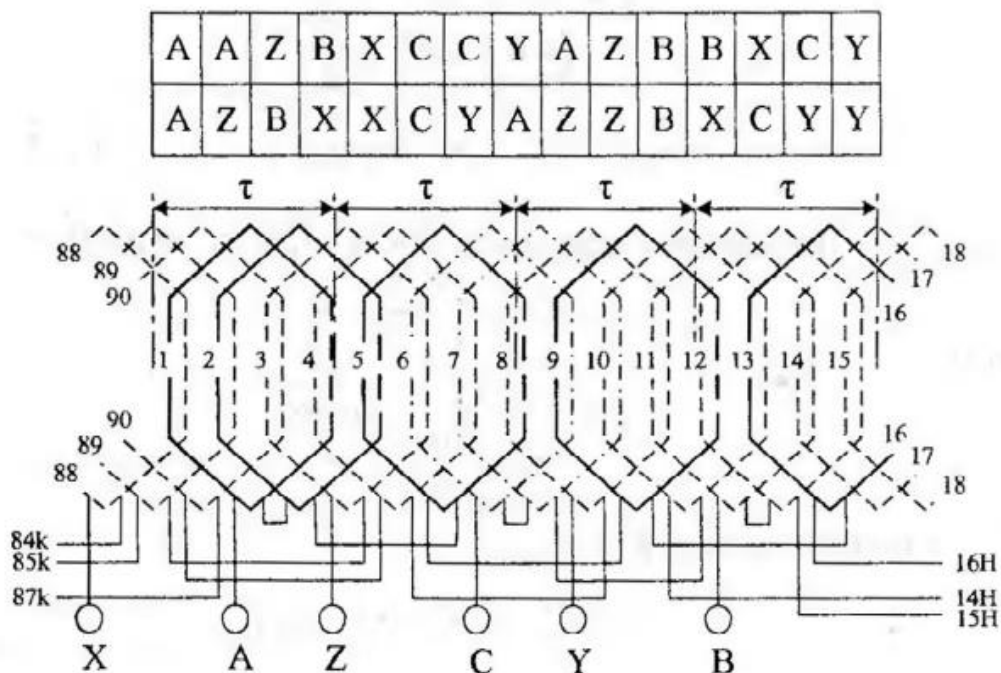 A A Z B X C C Y A Z B B X C Y
A Z B X X C Y A Z Z B X C Y Y
τ τ τ τ
88 18
89 17
90 16
1 2 3 4 5 6 7 8 9 10 11 12 13 14 15
90 16
89 17
88 18
84k
85k 16H
87k 14H
15H
X A Z C Y B